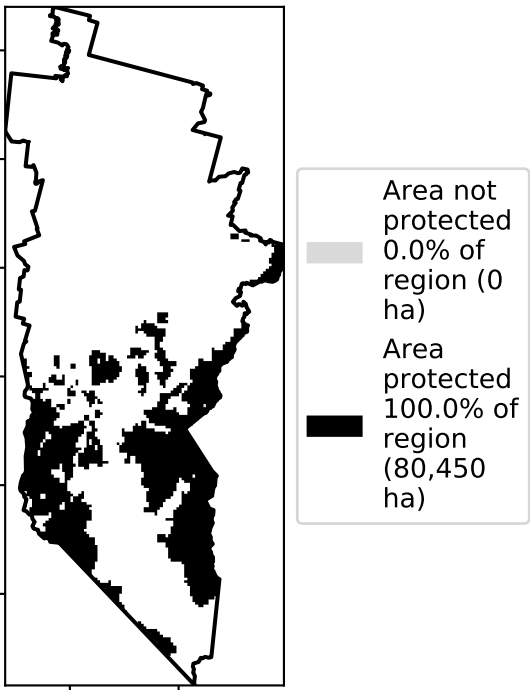 Area not
protected
0.0% of
region (0
ha)
Area
protected
100.0% of
region
(80,450
ha)